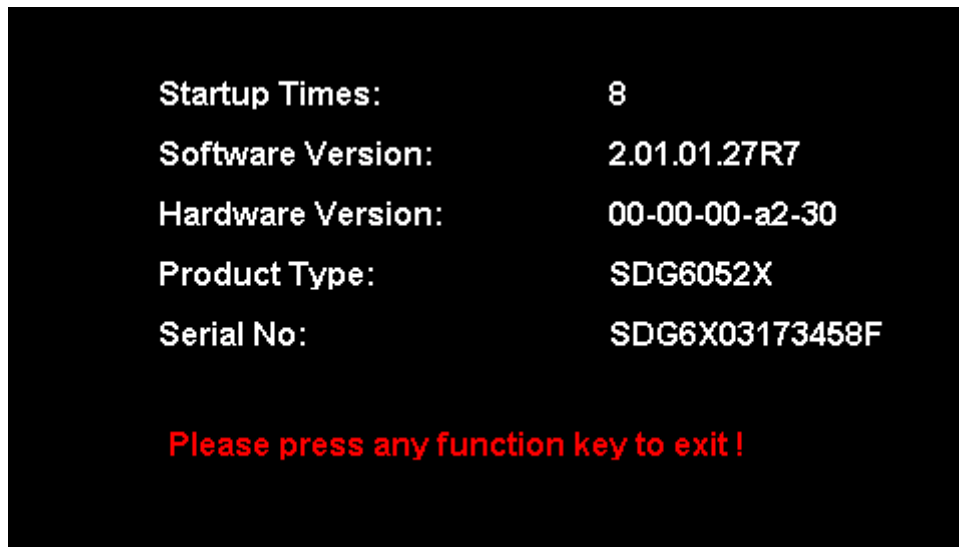 Startup Times: 8
Software Version: 2.01.01.27R7
Hardware Version: 00-00-00-a2-30
Product Type: SDG6052X
Serial No: SDG6X03173458F
Please press any function key to exit !